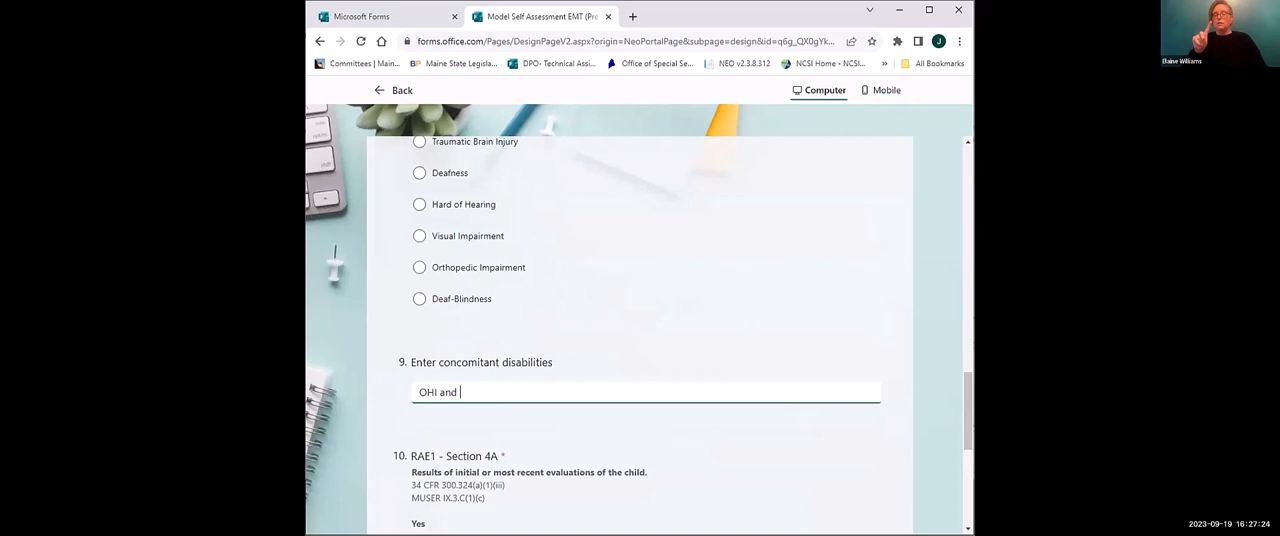 Microsoft Forms
Model Self Assessment EMT (Pre
forms.office.com/Pages/DesignPageV2.aspx?origin=NeoPortalPage&subpage=design&id=q6g_QX0gYk...
J
Committees | Main...
BP Maine State Legisla...
DPO- Technical Assi...
Office of Special Se...
NEO v2.3.8.312
NCSI Home - NCSI...
»
All Bookmarks
Back
Computer
Mobile
Traumatic Brain Injury
Deafness
Hard of Hearing
Visual Impairment
Orthopedic Impairment
Deaf-Blindness
9. Enter concomitant disabilities
OHI and
10. RAE1 - Section 4A *
Results of initial or most recent evaluations of the child.
34 CFR 300.324(a)(1)(iii)
MUSER IX.3.C(1)(c)
Yes
Elaine Williams
2023-09-19 16:27:24